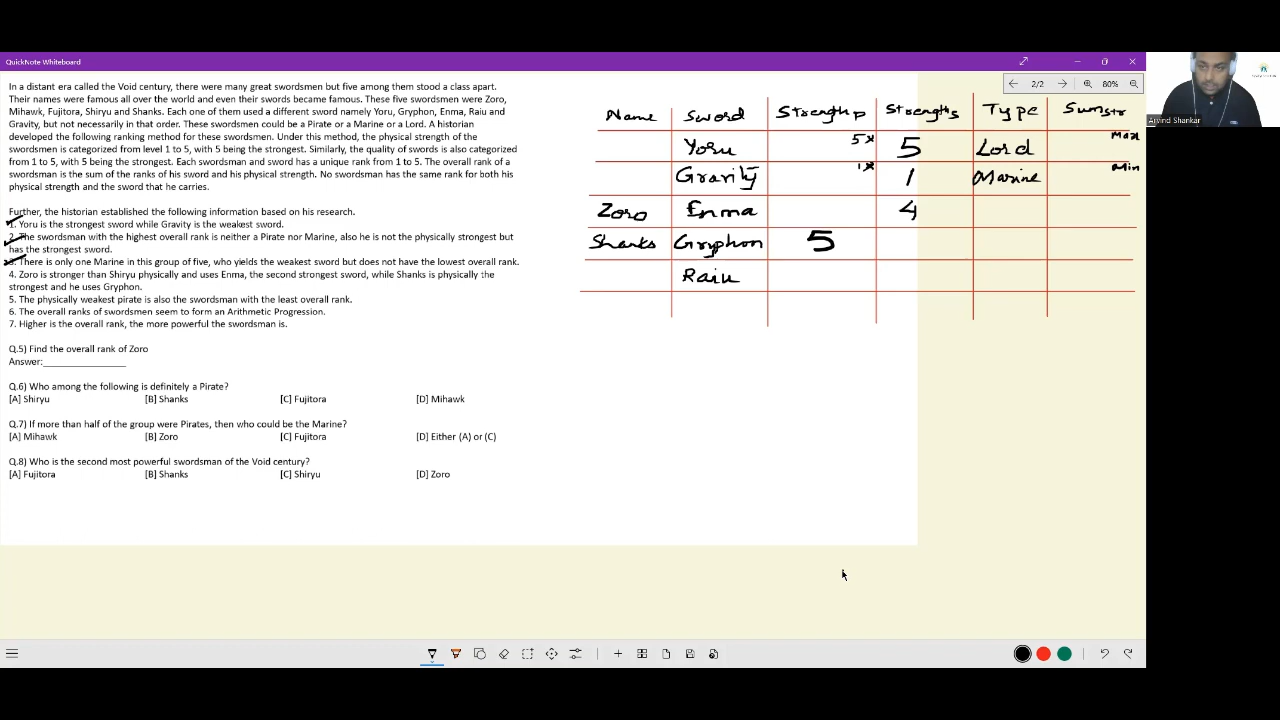 QuickNote Whiteboard
In a distant era called the Void century, there were many great swordsmen but five among them stood a class apart.
Their names were famous all over the world and even their swords became famous. These five swordsmen were Zoro,
Mihawk, Fujitora, Shiryu and Shanks. Each one of them used a different sword namely Yoru, Gryphon, Enma, Raiu and
Gravity, but not necessarily in that order. These swordsmen could be a Pirate or a Marine or a Lord. A historian
developed the following ranking method for these swordsmen. Under this method, the physical strength of the
swordsmen is categorized from level 1 to 5, with 5 being the strongest. Similarly, the quality of swords is also categorized
from 1 to 5, with 5 being the strongest. Each swordsman and sword has a unique rank from 1 to 5. The overall rank of a
swordsman is the sum of the ranks of his sword and his physical strength. No swordsman has the same rank for both his
physical strength and the sword that he carries.
Further, the historian established the following information based on his research.
1. Yoru is the strongest sword while Gravity is the weakest sword.
2. The swordsman with the highest overall rank is neither a Pirate nor Marine, also he is not the physically strongest but
has the strongest sword.
3. There is only one Marine in this group of five, who yields the weakest sword but does not have the lowest overall rank.
4. Zoro is stronger than Shiryu physically and uses Enma, the second strongest sword, while Shanks is physically the
strongest and he uses Gryphon.
5. The physically weakest pirate is also the swordsman with the least overall rank.
6. The overall ranks of swordsmen seem to form an Arithmetic Progression.
7. Higher is the overall rank, the more powerful the swordsman is.
Q.5) Find the overall rank of Zoro
Answer:_________________
Q.6) Who among the following is definitely a Pirate?
[A] Shiryu [B] Shanks [C] Fujitora [D] Mihawk
Q.7) If more than half of the group were Pirates, then who could be the Marine?
[A] Mihawk [B] Zoro [C] Fujitora [D] Either (A) or (C)
Q.8) Who is the second most powerful swordsman of the Void century?
[A] Fujitora [B] Shanks [C] Shiryu [D] Zoro
2/2 80%
Name Sword Strengthp Strengths Type Sumstr
Yoru 5x 5 Lord Max
Gravity 1x 1 Marine Min
Zoro Enma 4
Shanks Gryphon 5
Raiu
Arvind Shankar